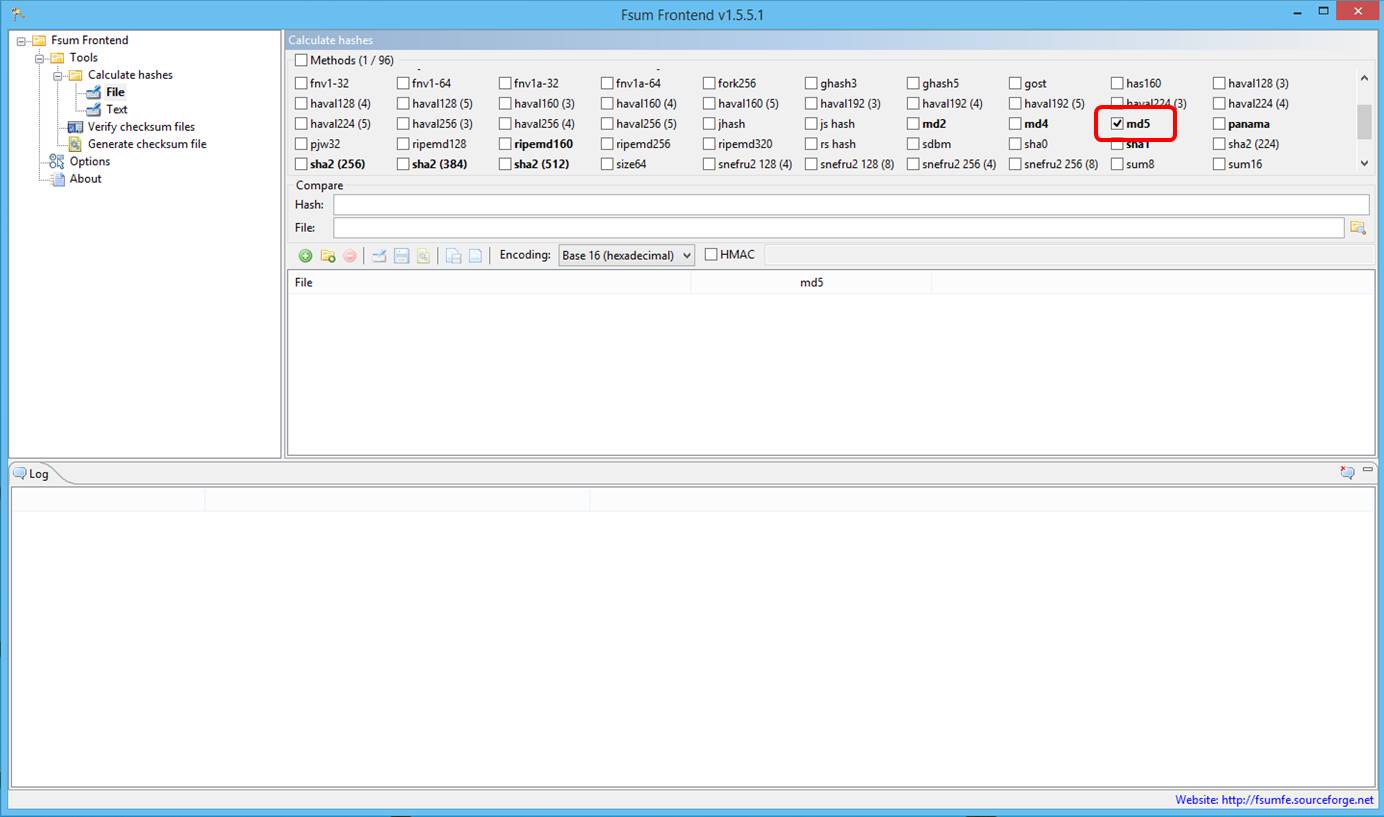 Fsum Frontend v1.5.5.1
Fsum Frontend
Tools
Calculate hashes
File
Text
Verify checksum files
Generate checksum file
Options
About
Calculate hashes
Methods (1 / 96)
fnv1-32 fnv1-64 fnv1a-32 fnv1a-64 fork256 ghash3 ghash5 gost has160 haval128 (3)
haval128 (4) haval128 (5) haval160 (3) haval160 (4) haval160 (5) haval192 (3) haval192 (4) haval192 (5) haval224 (3) haval224 (4)
haval224 (5) haval256 (3) haval256 (4) haval256 (5) jhash js hash md2 md4 md5 panama
pjw32 ripemd128 ripemd160 ripemd256 ripemd320 rs hash sdbm sha0 sha1 sha2 (224)
sha2 (256) sha2 (384) sha2 (512) size64 snefru2 128 (4) snefru2 128 (8) snefru2 256 (4) snefru2 256 (8) sum8 sum16
Compare
Hash:
File:
Encoding: Base 16 (hexadecimal) HMAC
File md5
Log
Website: http://fsumfe.sourceforge.net